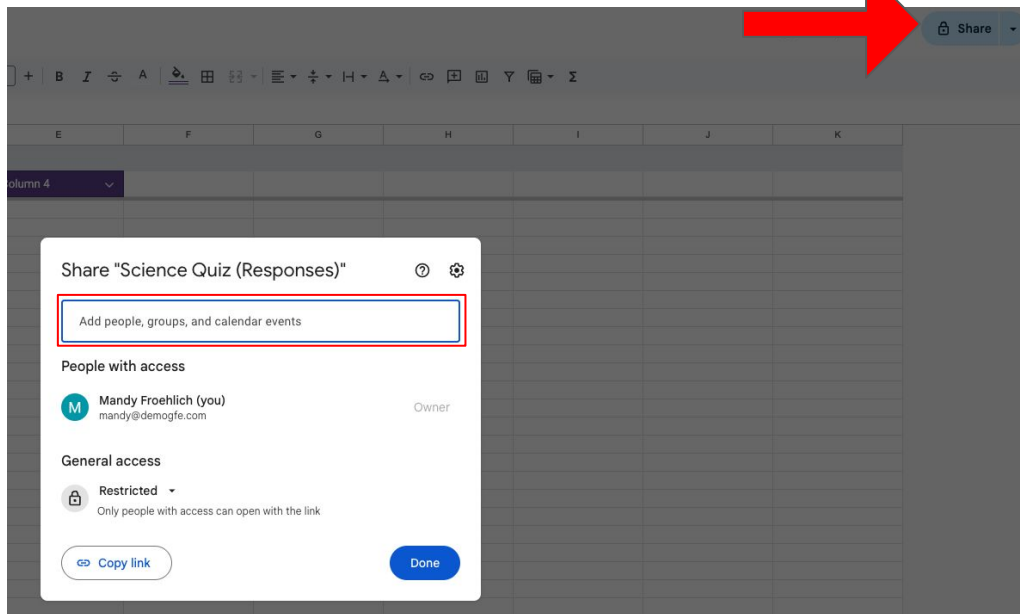 Share
B I S A Σ
E F G H I J K
olumn 4
Share "Science Quiz (Responses)"
Add people, groups, and calendar events
People with access
M
Mandy Froehlich (you)
Owner
mandy@demogfe.com
General access
Restricted
Only people with access can open with the link
Copy link
Done